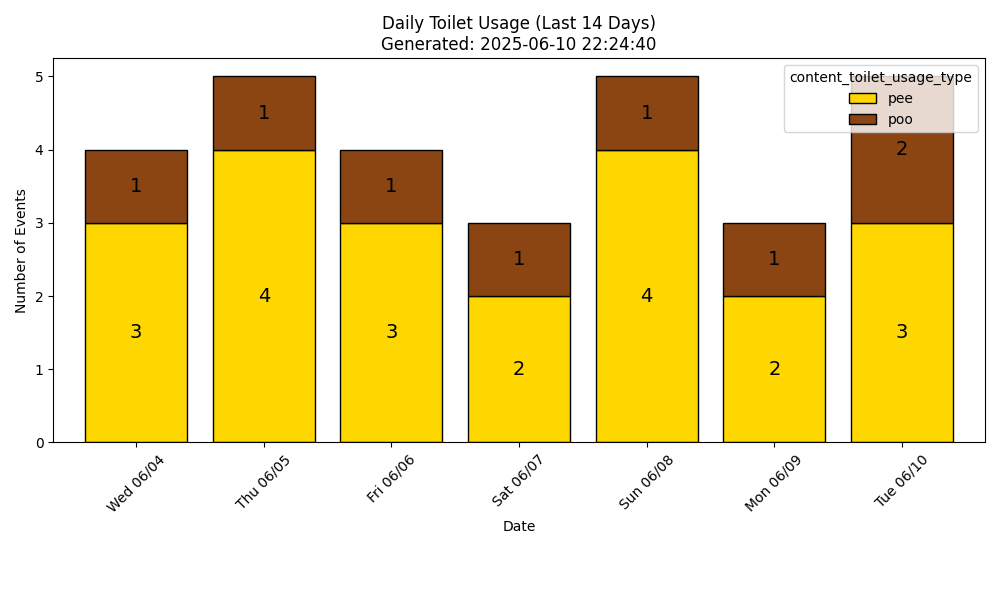 Daily Toilet Usage (Last 14 Days)
Generated: 2025-06-10 22:24:40
content_toilet_usage_type
pee
poo
Number of Events
5
4
3
2
1
0
1
1
1
1
1
1
2
3
4
3
2
4
2
3
Wed 06/04
Thu 06/05
Fri 06/06
Sat 06/07
Sun 06/08
Mon 06/09
Tue 06/10
Date